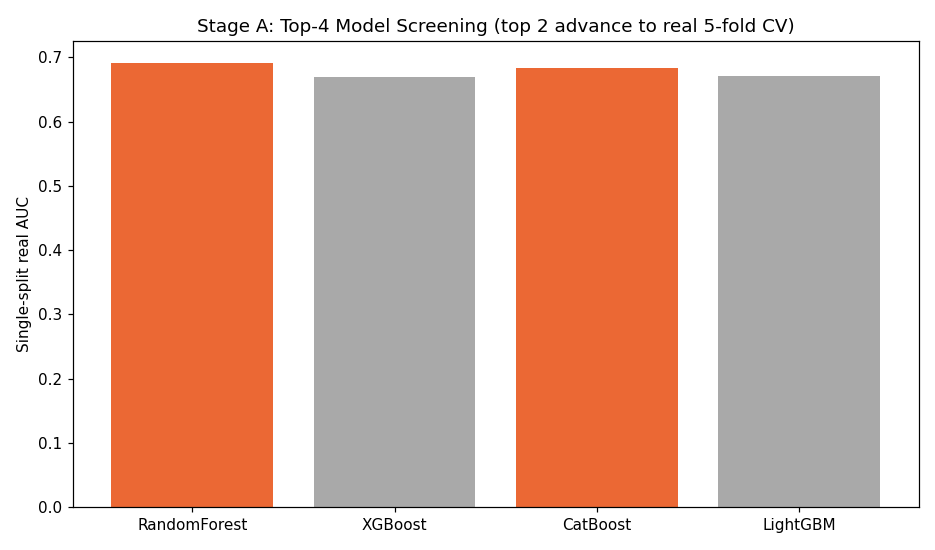 Stage A: Top-4 Model Screening (top 2 advance to real 5-fold CV)
Single-split real AUC
0.7
0.6
0.5
0.4
0.3
0.2
0.1
0.0
RandomForest
XGBoost
CatBoost
LightGBM